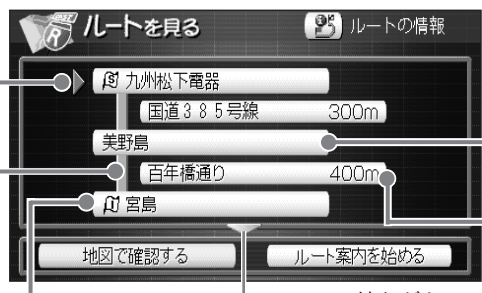 ルートを見る
ルートの情報
九州松下電器
国道385号線 300m
美野島
百年橋通り 400m
宮島
地図で確認する ルート案内を始める